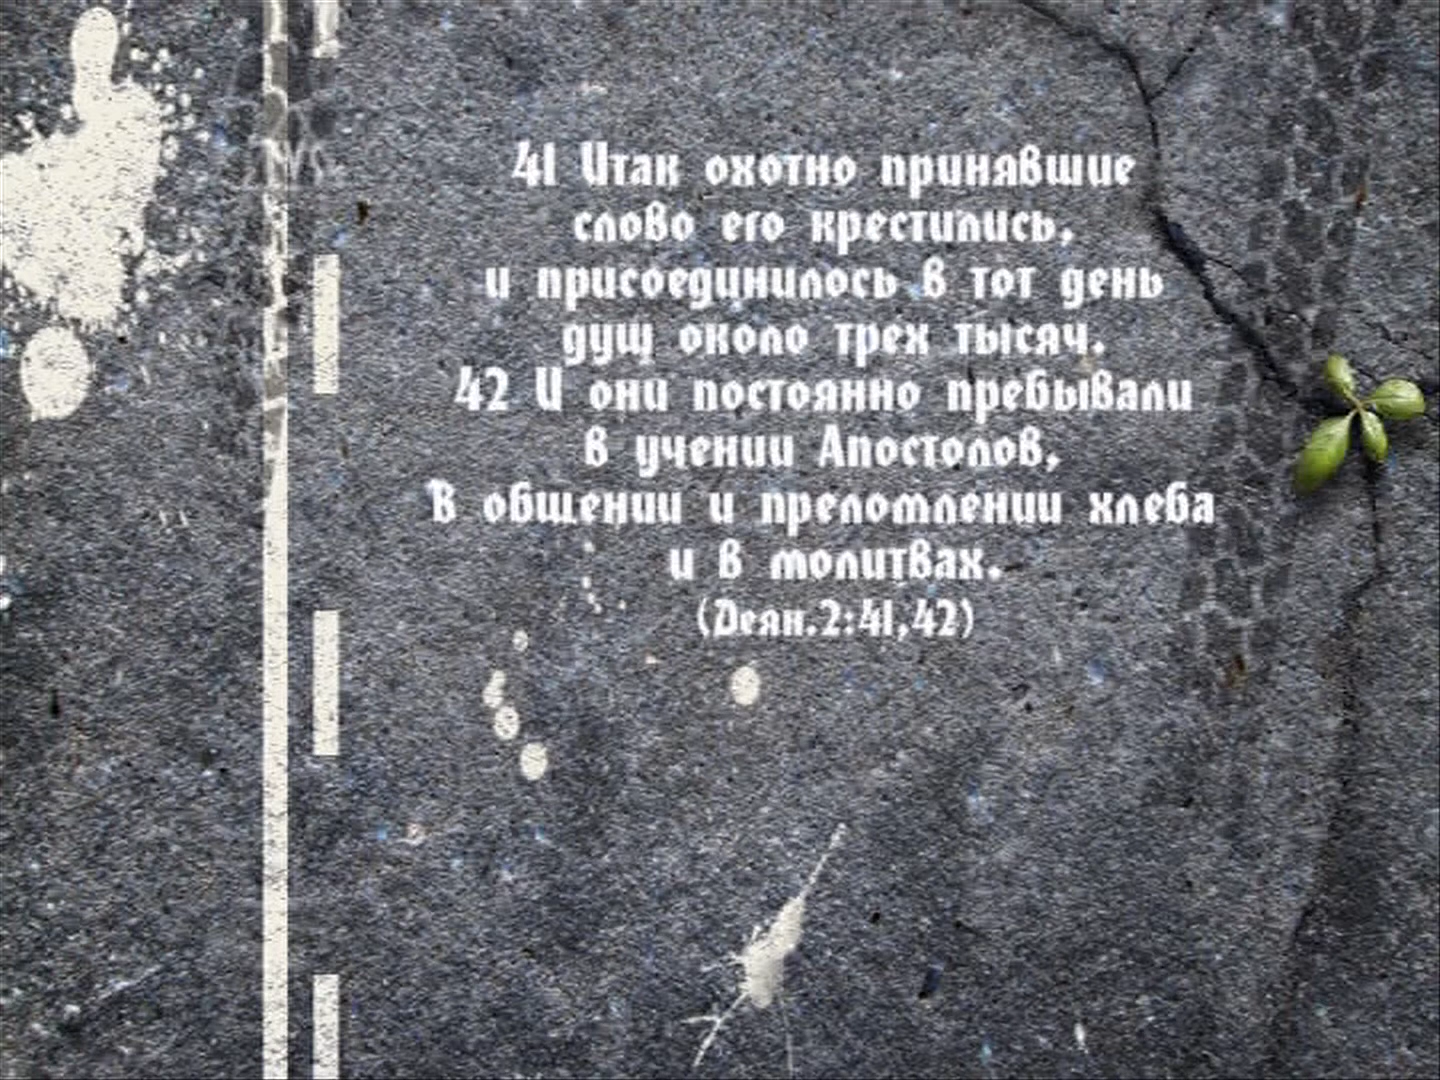 41 Итак охотно принявшие
слово его крестились,
и присоединилось в тот день
душ около трех тысяч.
42 И они постоянно пребывали
в учении Апостолов,
В общении и преломлении хлеба
и в молитвах.
(Деян.2:41,42)